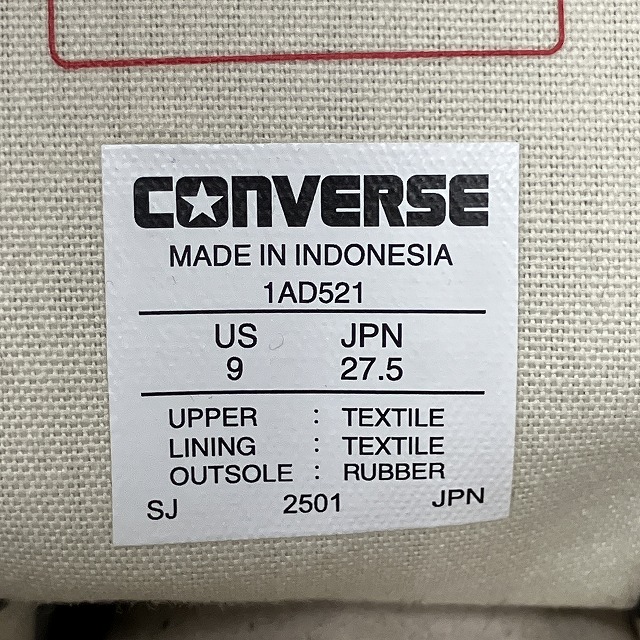 CONVERSE
MADE IN INDONESIA
1AD521
US JPN
9 27.5
UPPER : TEXTILE
LINING : TEXTILE
OUTSOLE : RUBBER
SJ 2501 JPN